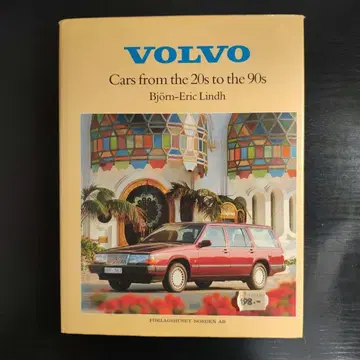 VOLVO
Cars from the 20s to the 90s
Björn-Eric Lindh
198.-
FÖRLAGSHUSET NORDEN AB